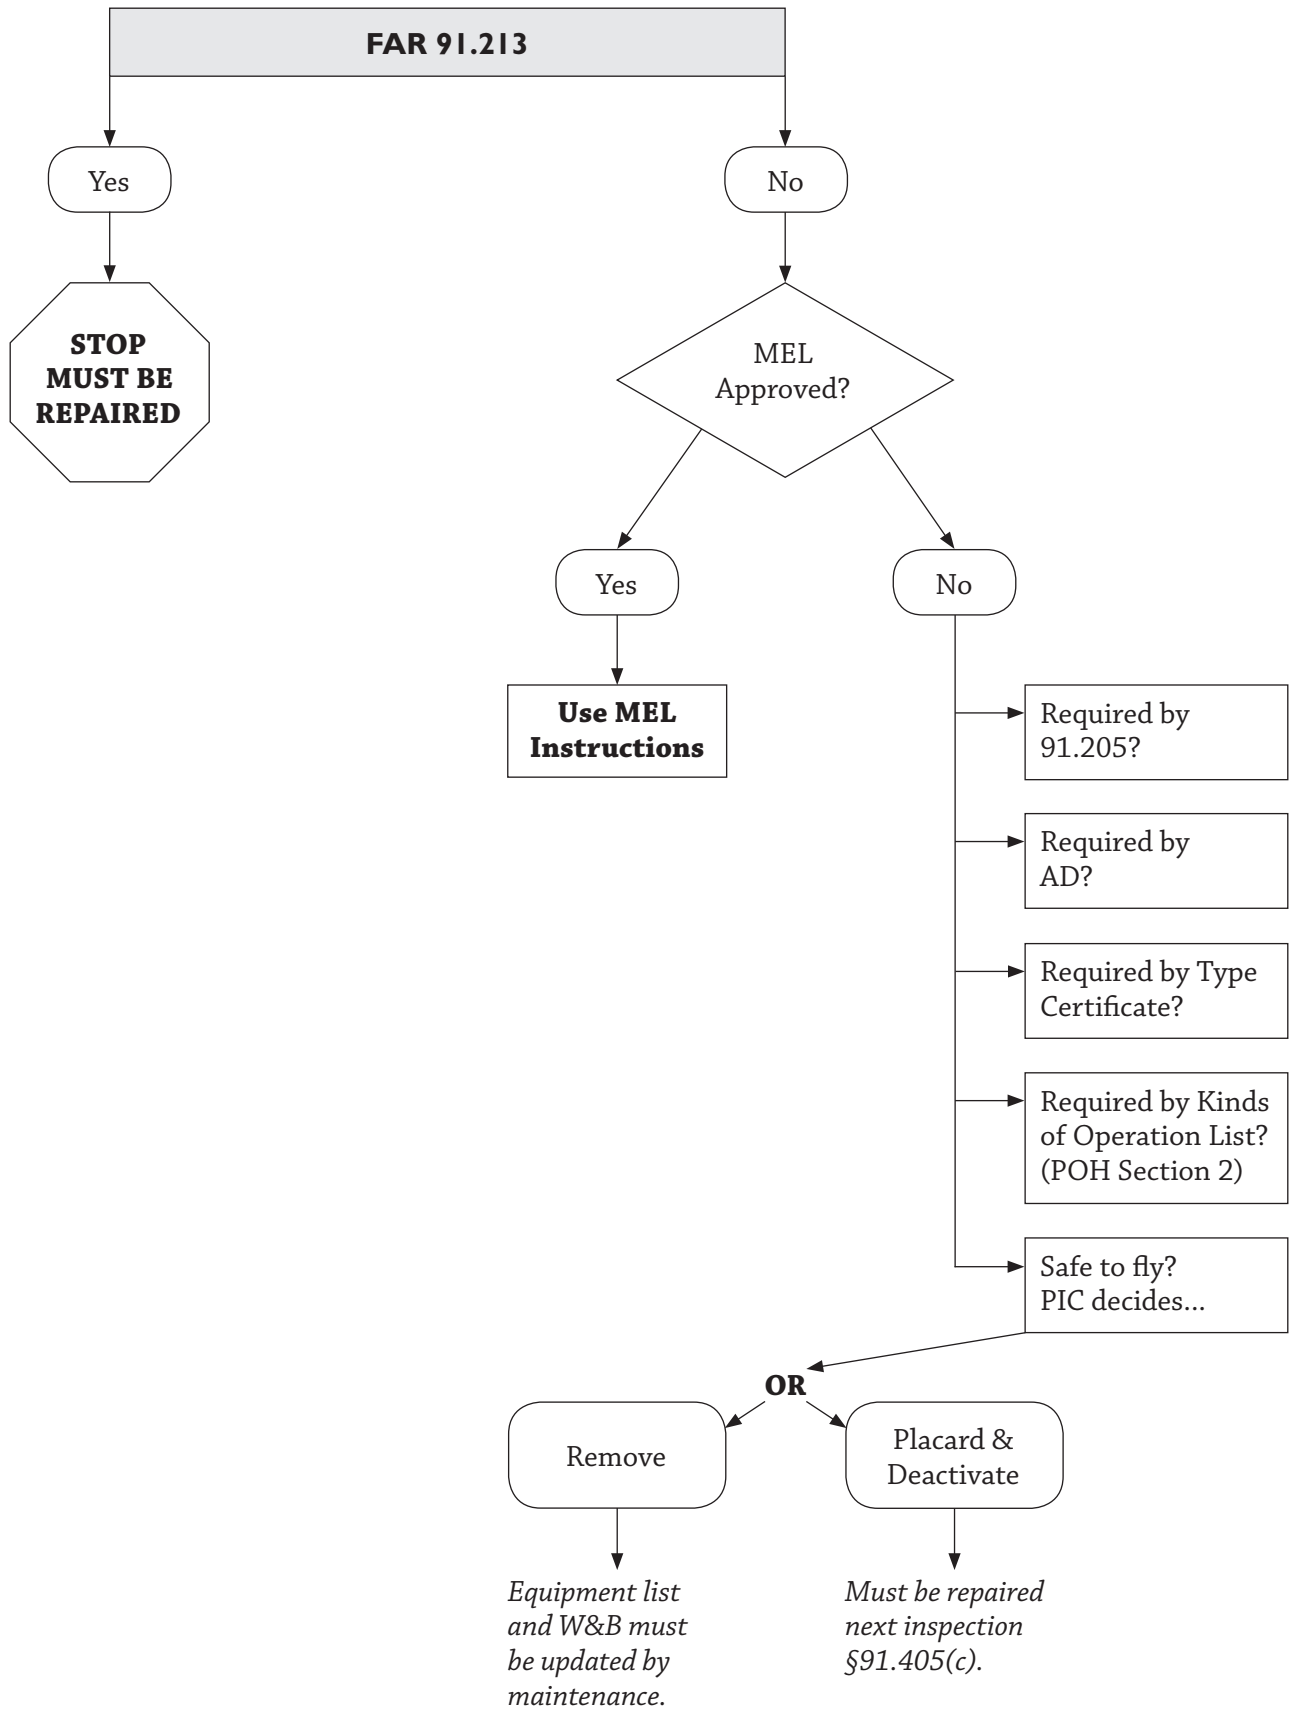 FAR 91.213
Yes
No
STOP
MUST BE
REPAIRED
MEL
Approved?
Yes
No
Use MEL
Instructions
Required by
91.205?
Required by
AD?
Required by Type
Certificate?
Required by Kinds
of Operation List?
(POH Section 2)
Safe to fly?
PIC decides...
OR
Remove
Placard &
Deactivate
Equipment list
and W&B must
be updated by
maintenance.
Must be repaired
next inspection
§91.405(c).